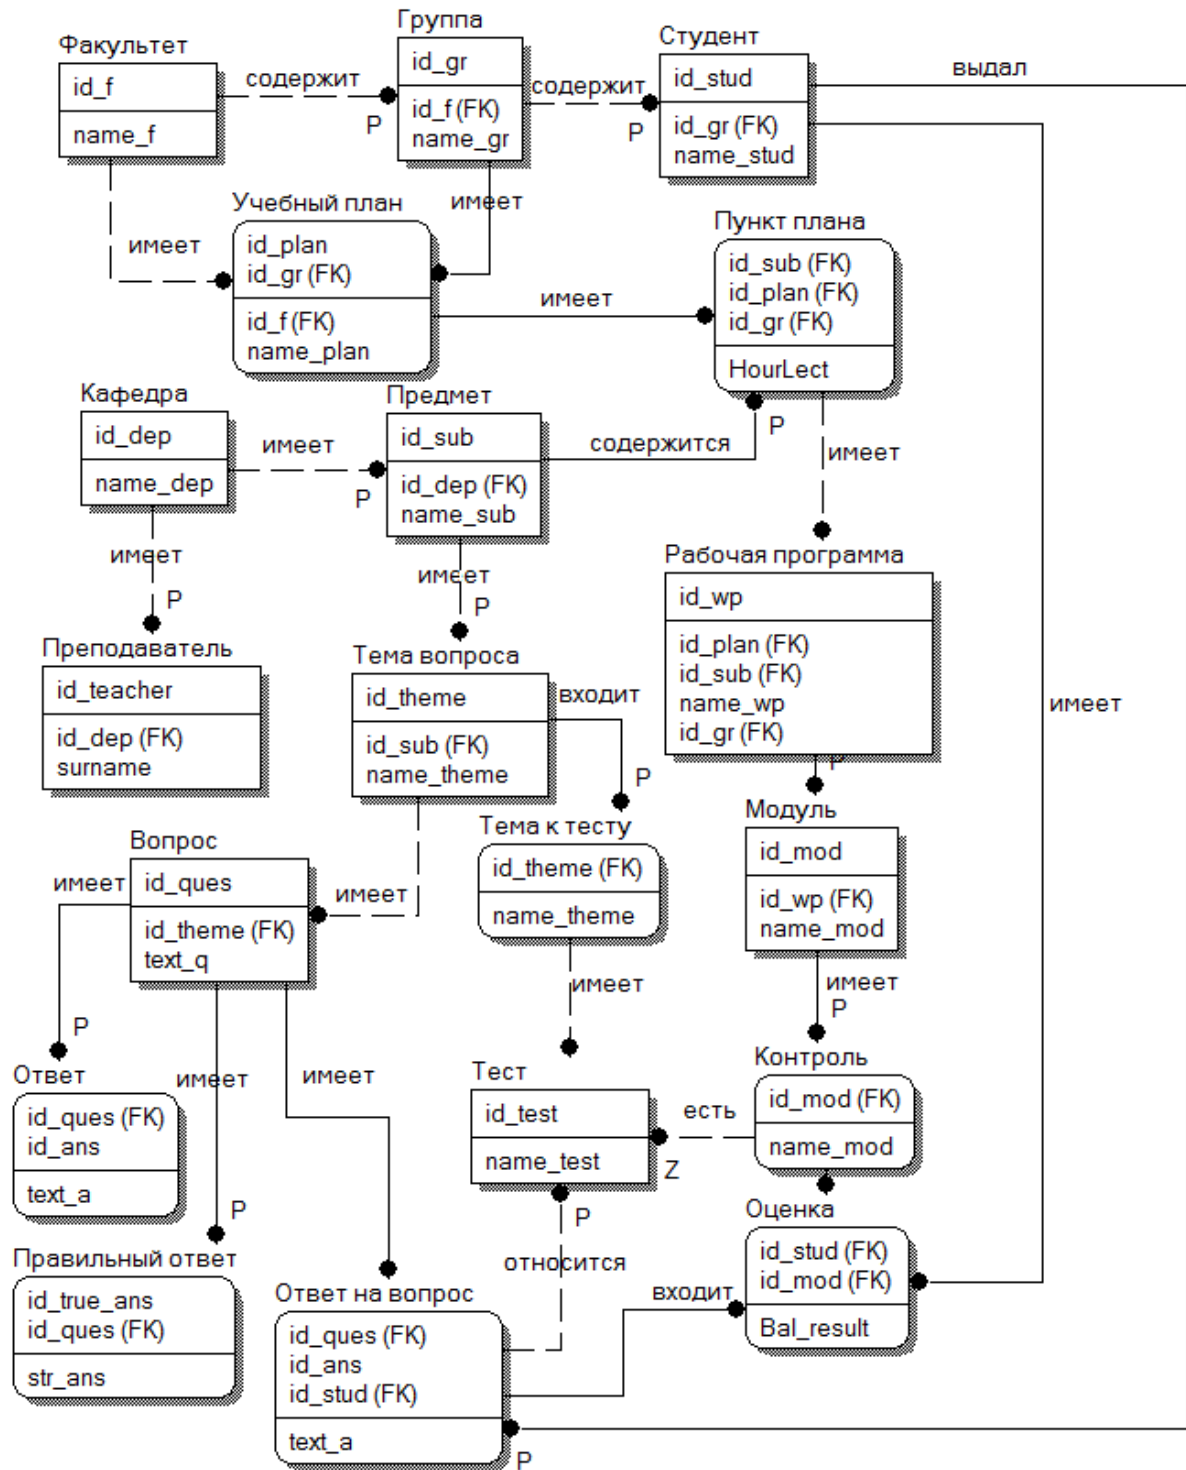 Факультет
id_f
name_f
содержит
P
Группа
id_gr
id_f (FK)
name_gr
содержит
P
Студент
id_stud
id_gr (FK)
name_stud
выдал
имеет
Учебный план
id_plan
id_gr (FK)
id_f (FK)
name_plan
имеет
имеет
Пункт плана
id_sub (FK)
id_plan (FK)
id_gr (FK)
HourLect
Кафедра
id_dep
name_dep
имеет
P
Предмет
id_sub
id_dep (FK)
name_sub
содержится
P
имеет
имеет
P
имеет
P
Рабочая программа
id_wp
id_plan (FK)
id_sub (FK)
name_wp
id_gr (FK)
P
имеет
Преподаватель
id_teacher
id_dep (FK)
surname
Тема вопроса
id_theme
id_sub (FK)
name_theme
входит
P
Тема к тесту
id_theme (FK)
name_theme
Модуль
id_mod
id_wp (FK)
name_mod
Вопрос
id_ques
id_theme (FK)
text_q
имеет
P
имеет
имеет
имеет
P
Ответ
id_ques (FK)
id_ans
text_a
имеет
P
имеет
Тест
id_test
name_test
есть
Z
Контроль
id_mod (FK)
name_mod
Правильный ответ
id_true_ans
id_ques (FK)
str_ans
P
относится
Ответ на вопрос
id_ques (FK)
id_ans
id_stud (FK)
text_a
P
входит
Оценка
id_stud (FK)
id_mod (FK)
Bal_result